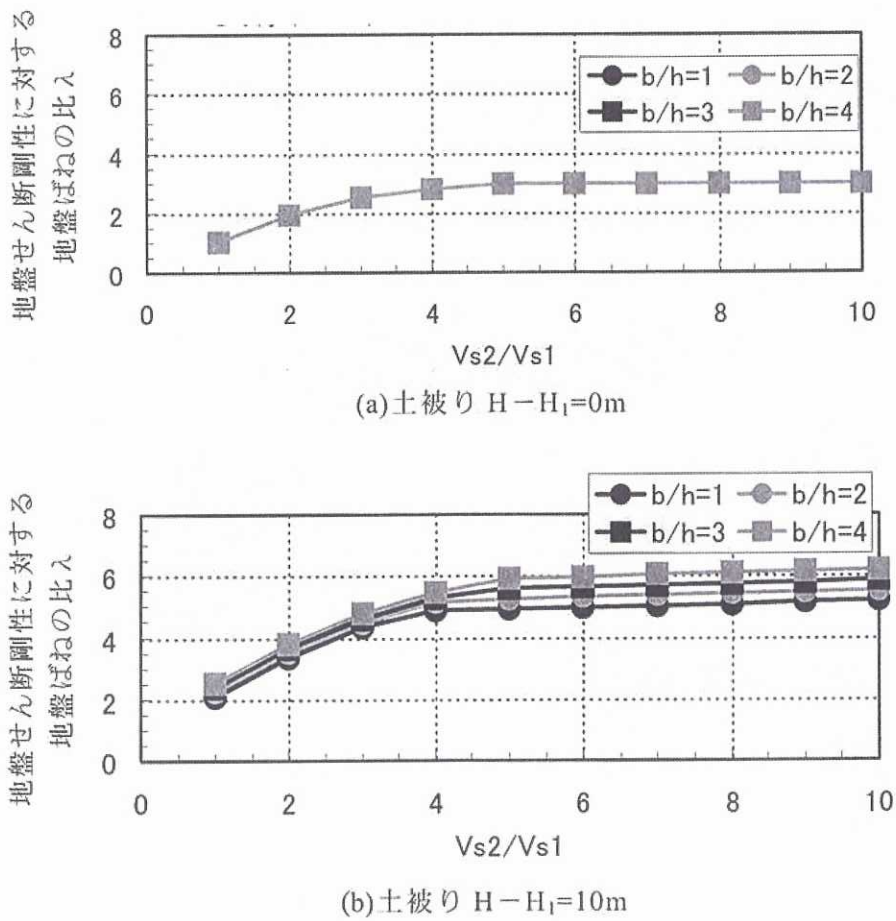 地盤せん断剛性に対する
地盤ばねの比 λ
8
6
4
2
0
b/h=1 b/h=2
b/h=3 b/h=4
0 2 4 6 8 10
Vs2/Vs1
(a)土被り H－H₁=0m
地盤せん断剛性に対する
地盤ばねの比 λ
8
6
4
2
0
b/h=1 b/h=2
b/h=3 b/h=4
0 2 4 6 8 10
Vs2/Vs1
(b)土被り H－H₁=10m